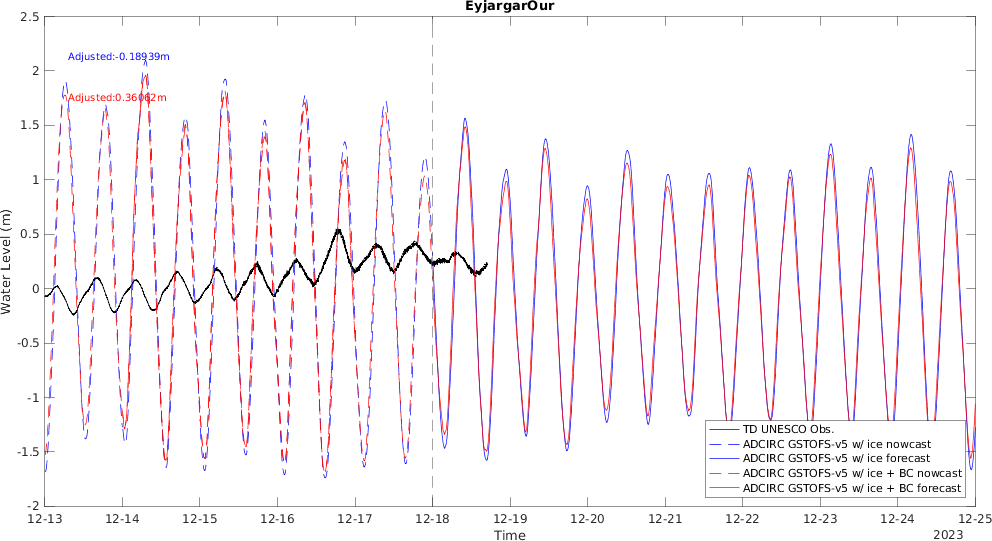 EyjargarOur
2.5
2
1.5
1
0.5
0
-0.5
-1
-1.5
-2
Water Level (m)
Adjusted:-0.18939m
Adjusted:0.36062m
TD UNESCO Obs.
ADCIRC GSTOFS-v5 w/ ice nowcast
ADCIRC GSTOFS-v5 w/ ice forecast
ADCIRC GSTOFS-v5 w/ ice + BC nowcast
ADCIRC GSTOFS-v5 w/ ice + BC forecast
12-13 12-14 12-15 12-16 12-17 12-18 12-19 12-20 12-21 12-22 12-23 12-24 12-25
Time
2023